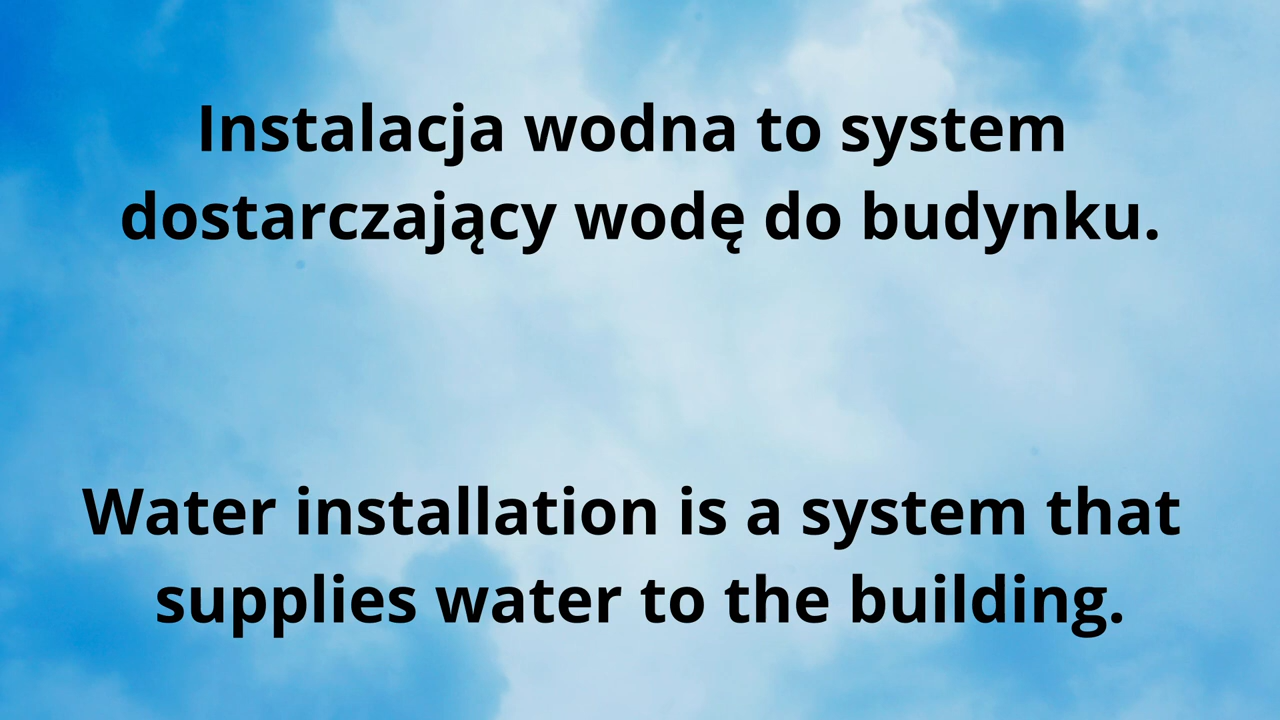 Instalacja wodna to system
dostarczający wodę do budynku.
Water installation is a system that
supplies water to the building.